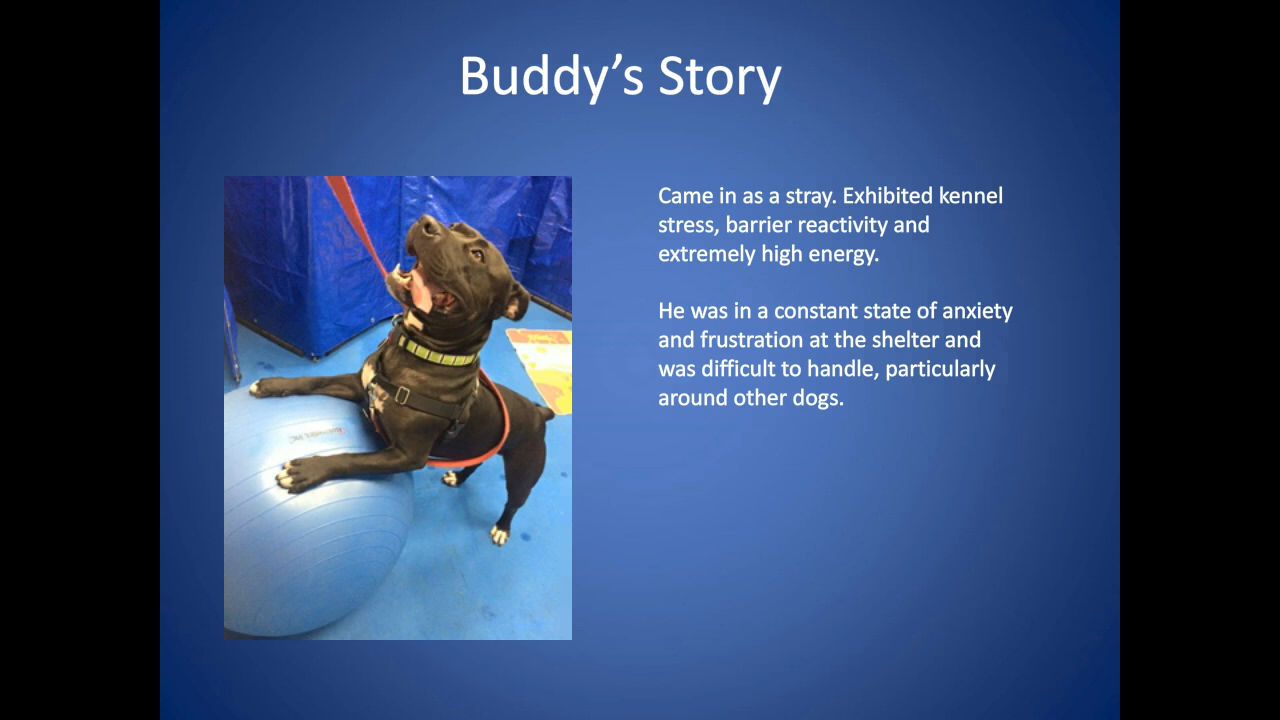 Buddy’s Story
Came in as a stray. Exhibited kennel
stress, barrier reactivity and
extremely high energy.
He was in a constant state of anxiety
and frustration at the shelter and
was difficult to handle, particularly
around other dogs.